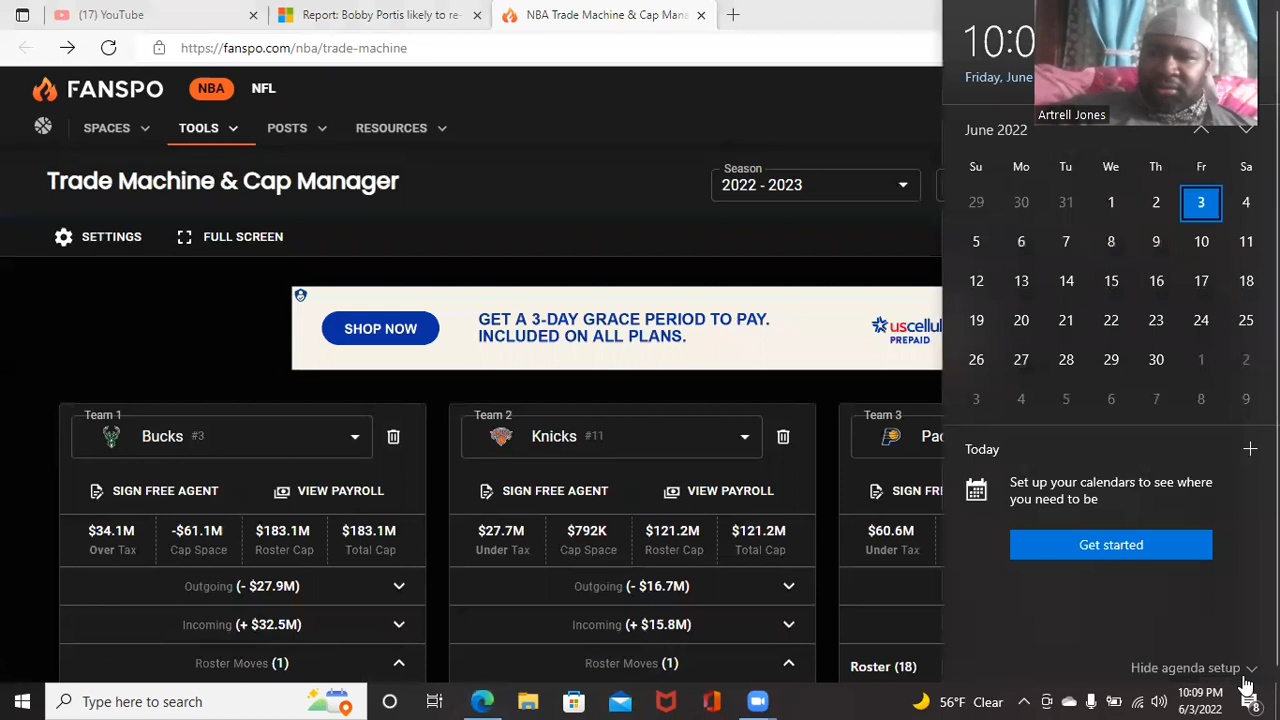 (17) YouTube
Report: Bobby Portis likely to re-
NBA Trade Machine & Cap Mana
https://fanspo.com/nba/trade-machine
FANSPO NBA NFL
SPACES TOOLS POSTS RESOURCES
Trade Machine & Cap Manager
Season
2022 - 2023
SETTINGS FULL SCREEN
SHOP NOW
GET A 3-DAY GRACE PERIOD TO PAY.
INCLUDED ON ALL PLANS.
uscellul
PREPAID
Team 1
Bucks #3
SIGN FREE AGENT VIEW PAYROLL
$34.1M -$61.1M $183.1M $183.1M
Over Tax Cap Space Roster Cap Total Cap
Outgoing (- $27.9M)
Incoming (+ $32.5M)
Roster Moves (1)
Team 2
Knicks #11
SIGN FREE AGENT VIEW PAYROLL
$27.7M $792K $121.2M $121.2M
Under Tax Cap Space Roster Cap Total Cap
Outgoing (- $16.7M)
Incoming (+ $15.8M)
Roster Moves (1)
Team 3
Pac
SIGN FRE
$60.6M
Under Tax
Roster (18)
10:0
Friday, June
Artrell Jones
June 2022
Su Mo Tu We Th Fr Sa
29 30 31 1 2 3 4
5 6 7 8 9 10 11
12 13 14 15 16 17 18
19 20 21 22 23 24 25
26 27 28 29 30 1 2
3 4 5 6 7 8 9
Today
Set up your calendars to see where
you need to be
Get started
Hide agenda setup
Type here to search
56°F Clear
10:09 PM
6/3/2022
8